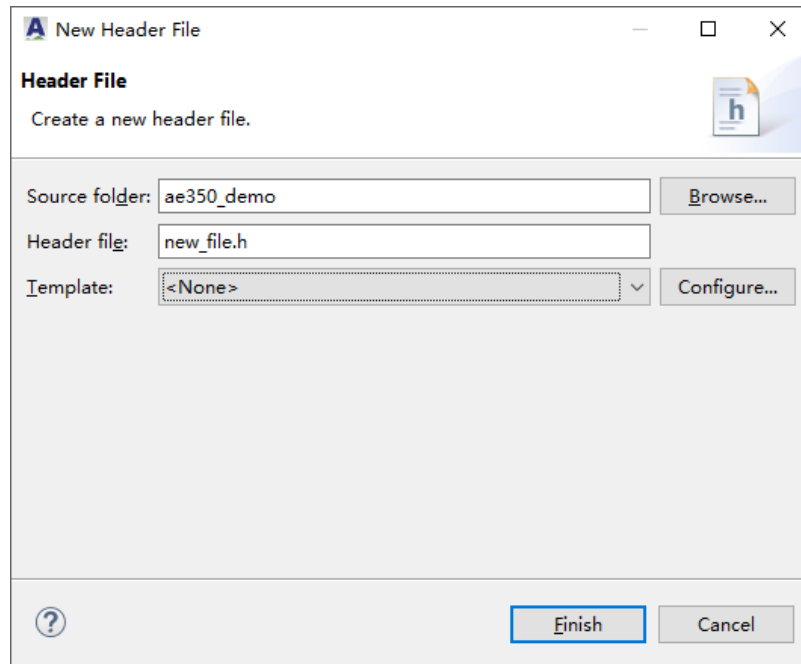 New Header File
Header File
Create a new header file.
h
Source folder: ae350_demo Browse...
Header file: new_file.h
Template: <None> Configure...
? Finish Cancel